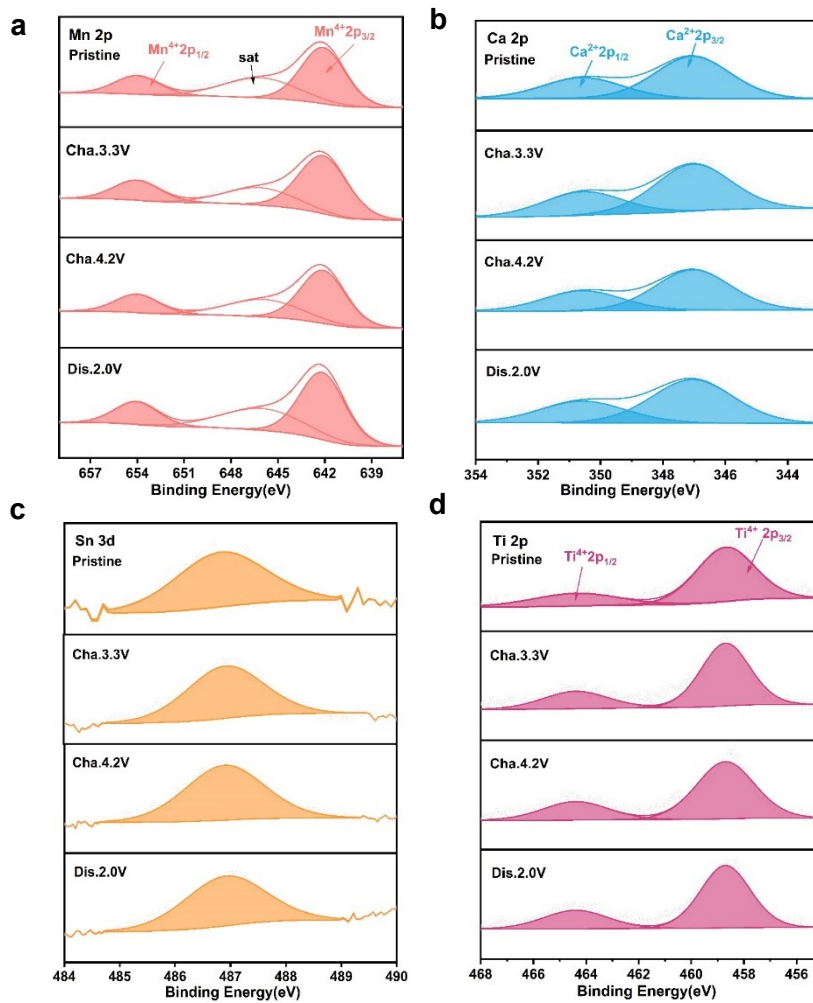 a
Mn 2p
Pristine
Mn⁴⁺2p₁/₂
sat
Mn⁴⁺2p₃/₂
Cha.3.3V
Cha.4.2V
Dis.2.0V
657 654 651 648 645 642 639
Binding Energy(eV)
b
Ca 2p
Pristine
Ca²⁺2p₁/₂
Ca²⁺2p₃/₂
Cha.3.3V
Cha.4.2V
Dis.2.0V
354 352 350 348 346 344
Binding Energy(eV)
c
Sn 3d
Pristine
Cha.3.3V
Cha.4.2V
Dis.2.0V
484 485 486 487 488 489 490
Binding Energy(eV)
d
Ti 2p
Pristine
Ti⁴⁺2p₁/₂
Ti⁴⁺ 2p₃/₂
Cha.3.3V
Cha.4.2V
Dis.2.0V
468 466 464 462 460 458 456
Binding Energy(eV)